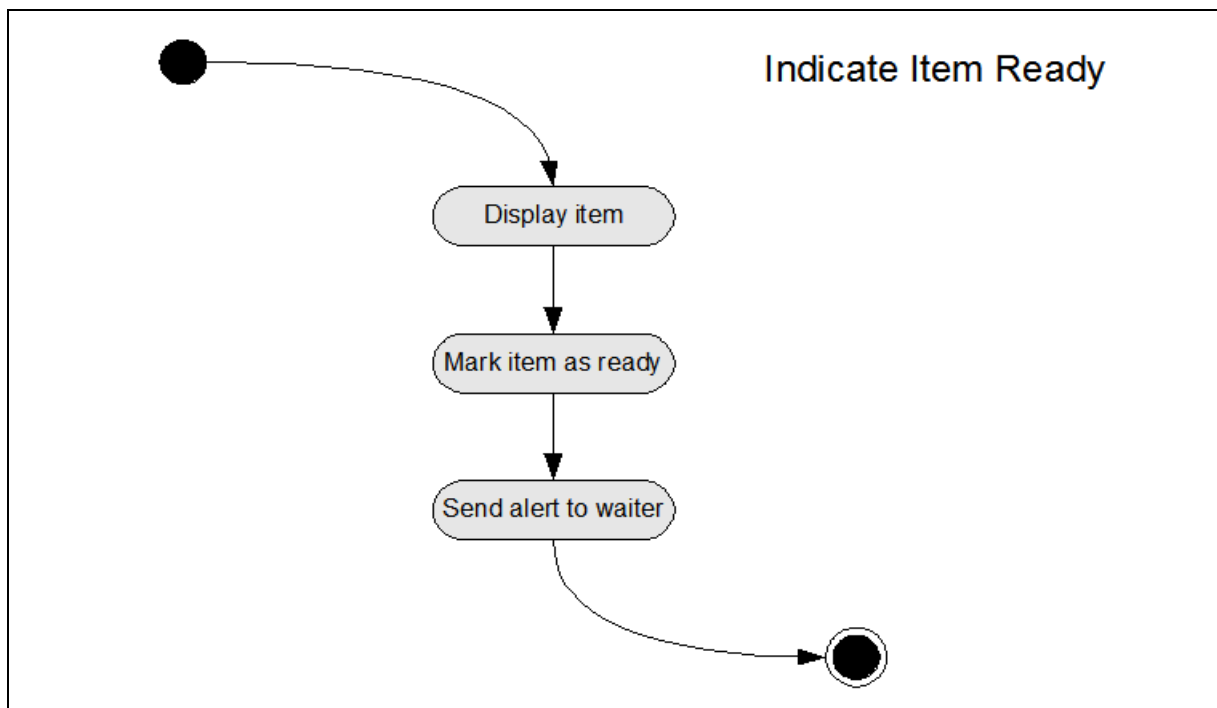 Indicate Item Ready
Display item
Mark item as ready
Send alert to waiter